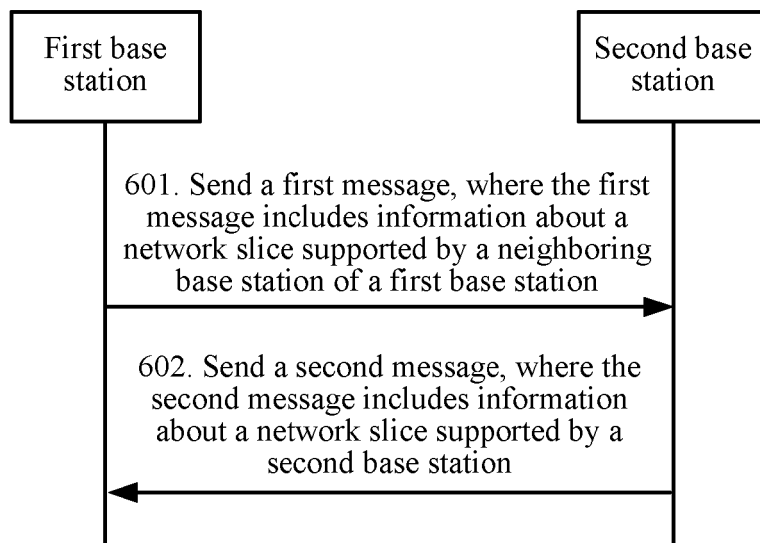 First base
station
Second base
station
601. Send a first message, where the first
message includes information about a
network slice supported by a neighboring
base station of a first base station
602. Send a second message, where the
second message includes information
about a network slice supported by a
second base station